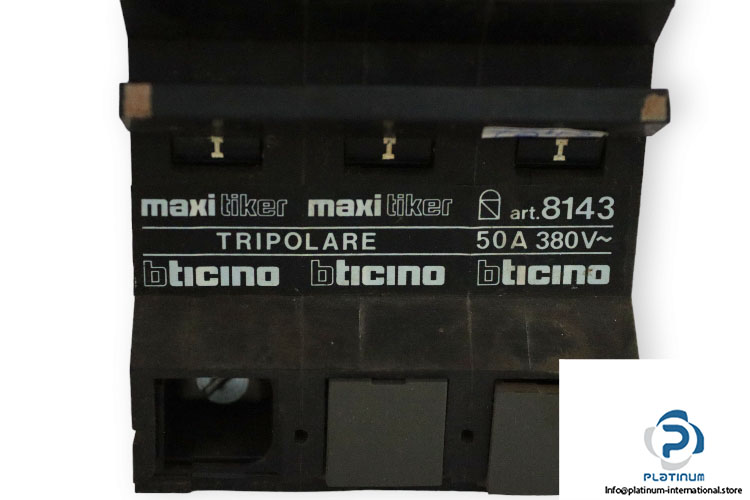 I I I
maxi tiker maxi tiker art. 8143
TRIPOLARE 50A 380V~
bticino bticino bticino
P
PLATINUM
Info@platinum-international.store